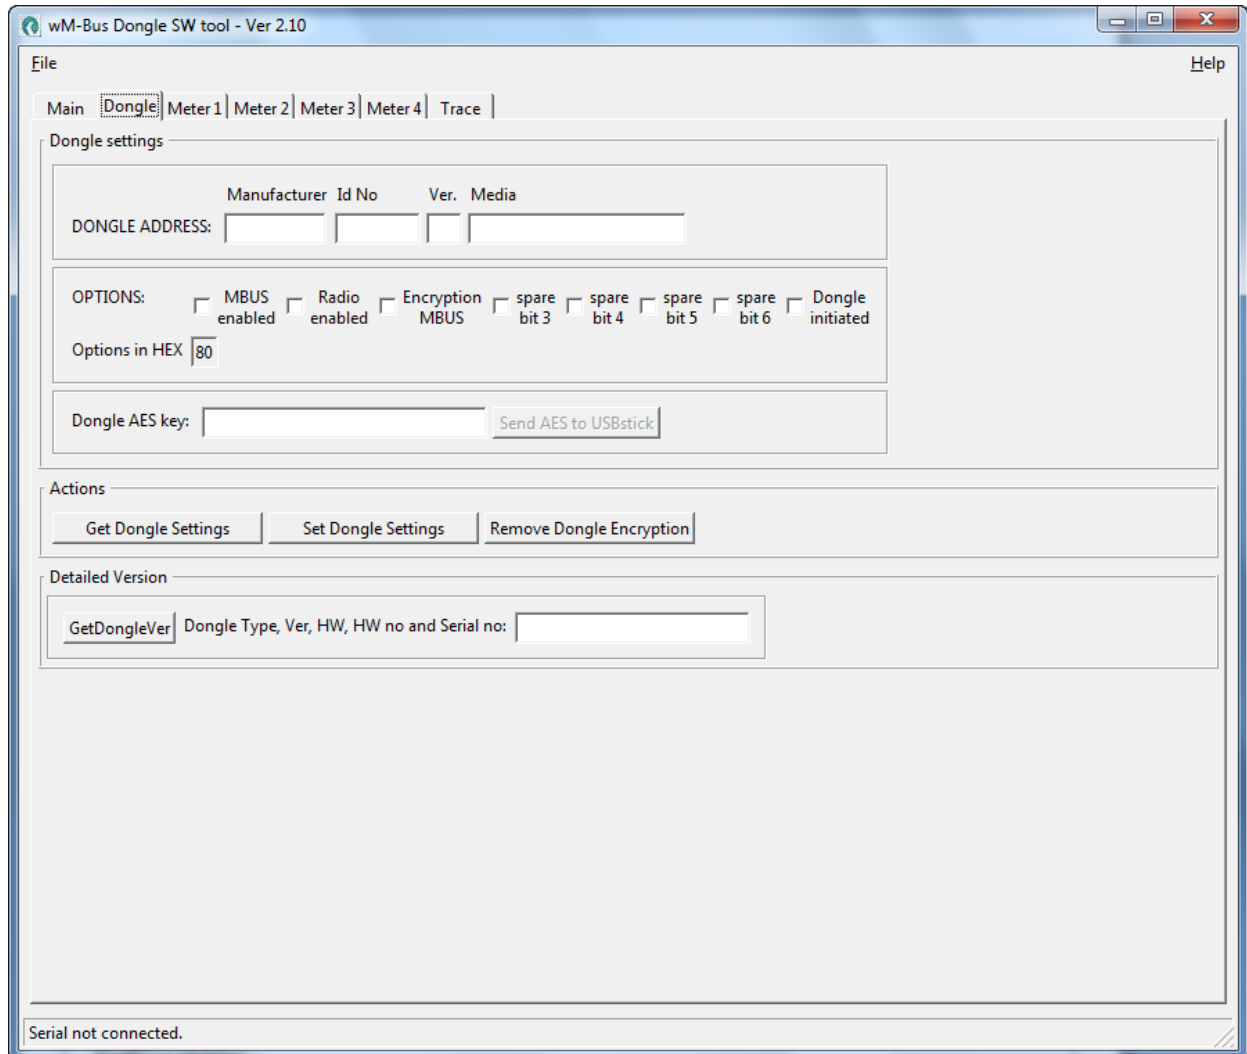 wM-Bus Dongle SW tool - Ver 2.10
File Help
Main Dongle Meter 1 Meter 2 Meter 3 Meter 4 Trace
Dongle settings
Manufacturer Id No Ver. Media
DONGLE ADDRESS:
OPTIONS: MBUS enabled Radio enabled Encryption MBUS spare bit 3 spare bit 4 spare bit 5 spare bit 6 Dongle initiated
Options in HEX 80
Dongle AES key: Send AES to USBstick
Actions
Get Dongle Settings Set Dongle Settings Remove Dongle Encryption
Detailed Version
GetDongleVer Dongle Type, Ver, HW, HW no and Serial no:
Serial not connected.